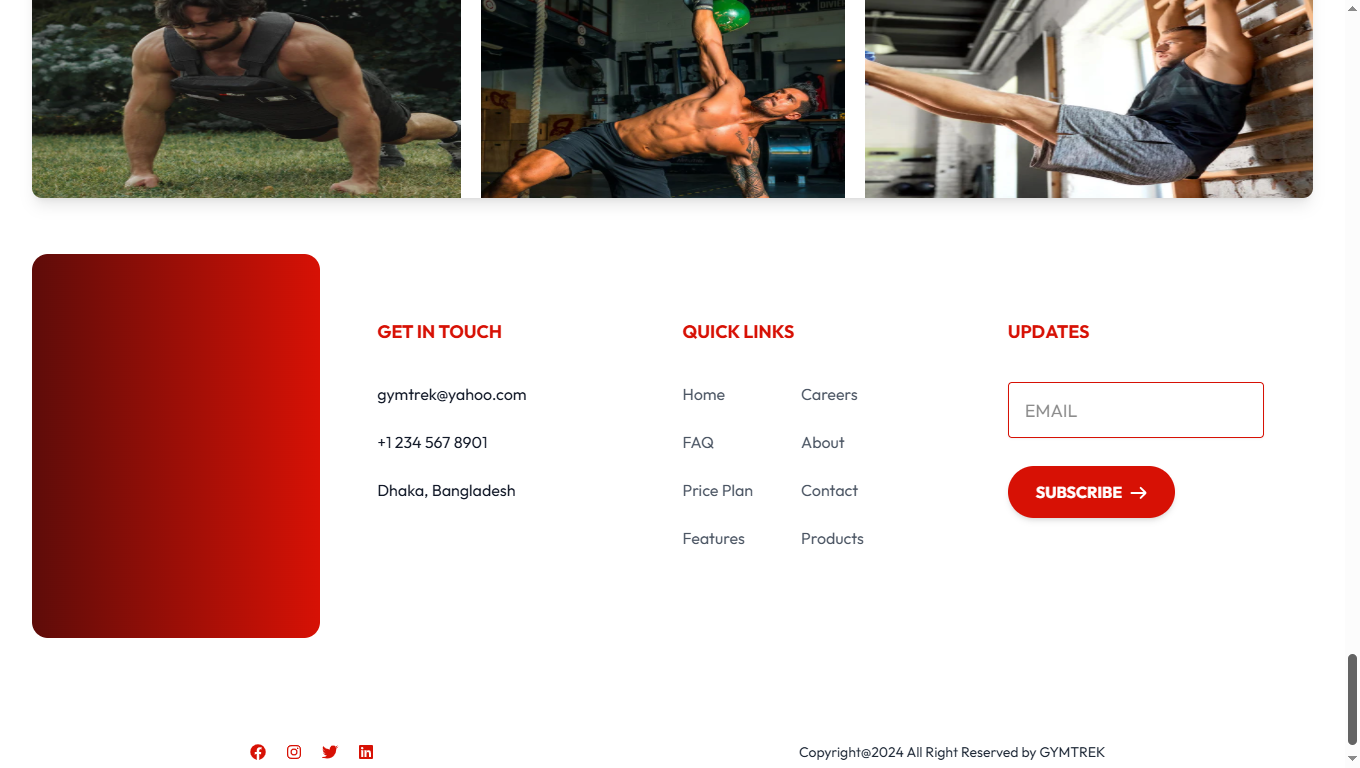 GET IN TOUCH
gymtrek@yahoo.com
+1 234 567 8901
Dhaka, Bangladesh
QUICK LINKS
Home
Careers
FAQ
About
Price Plan
Contact
Features
Products
UPDATES
EMAIL
SUBSCRIBE
Copyright@2024 All Right Reserved by GYMTREK